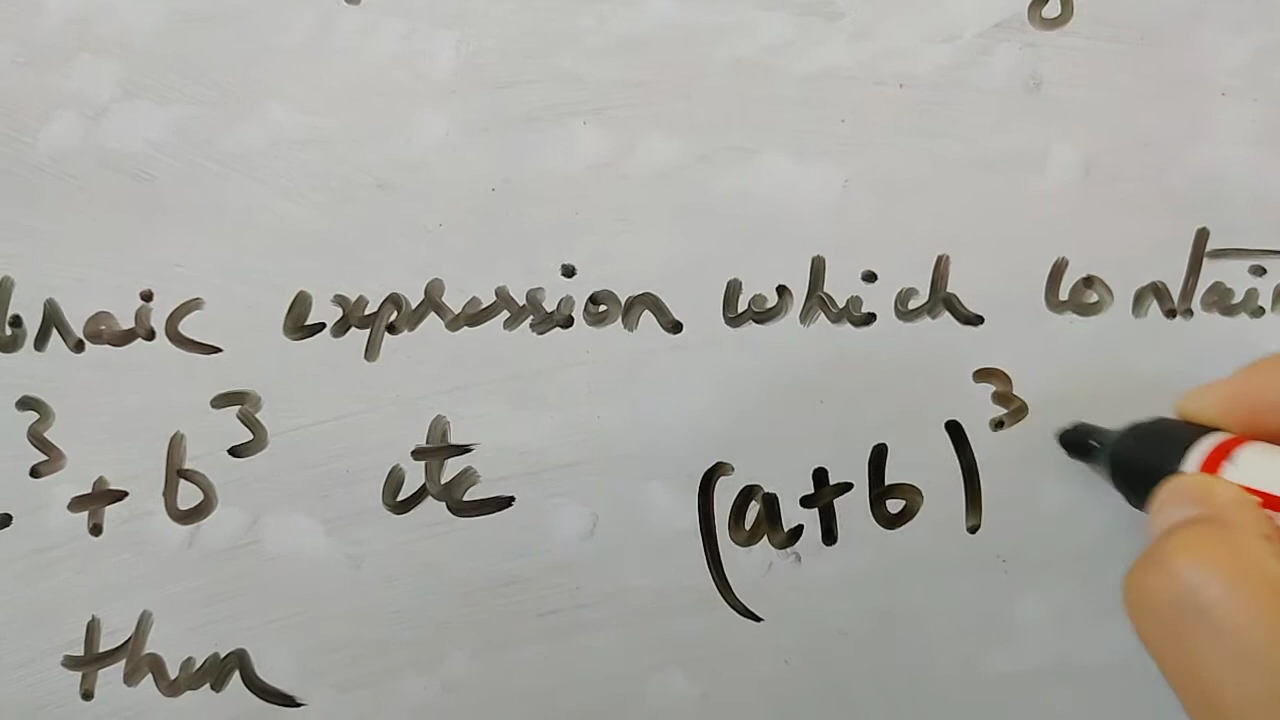 braic expression which contain
³ + b³ etc (a+b)³
then